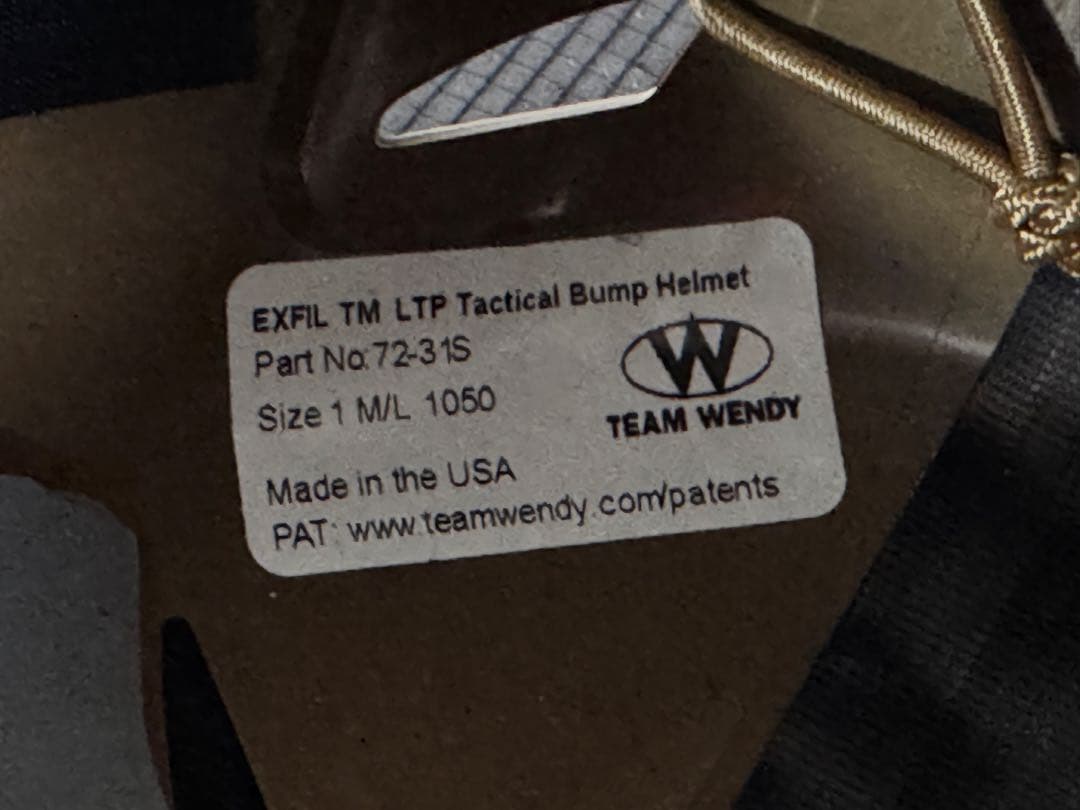 EXFIL TM LTP Tactical Bump Helmet
Part No:72-31S
Size 1 M/L 1050
W
TEAM WENDY
Made in the USA
PAT: www.teamwendy.com/patents